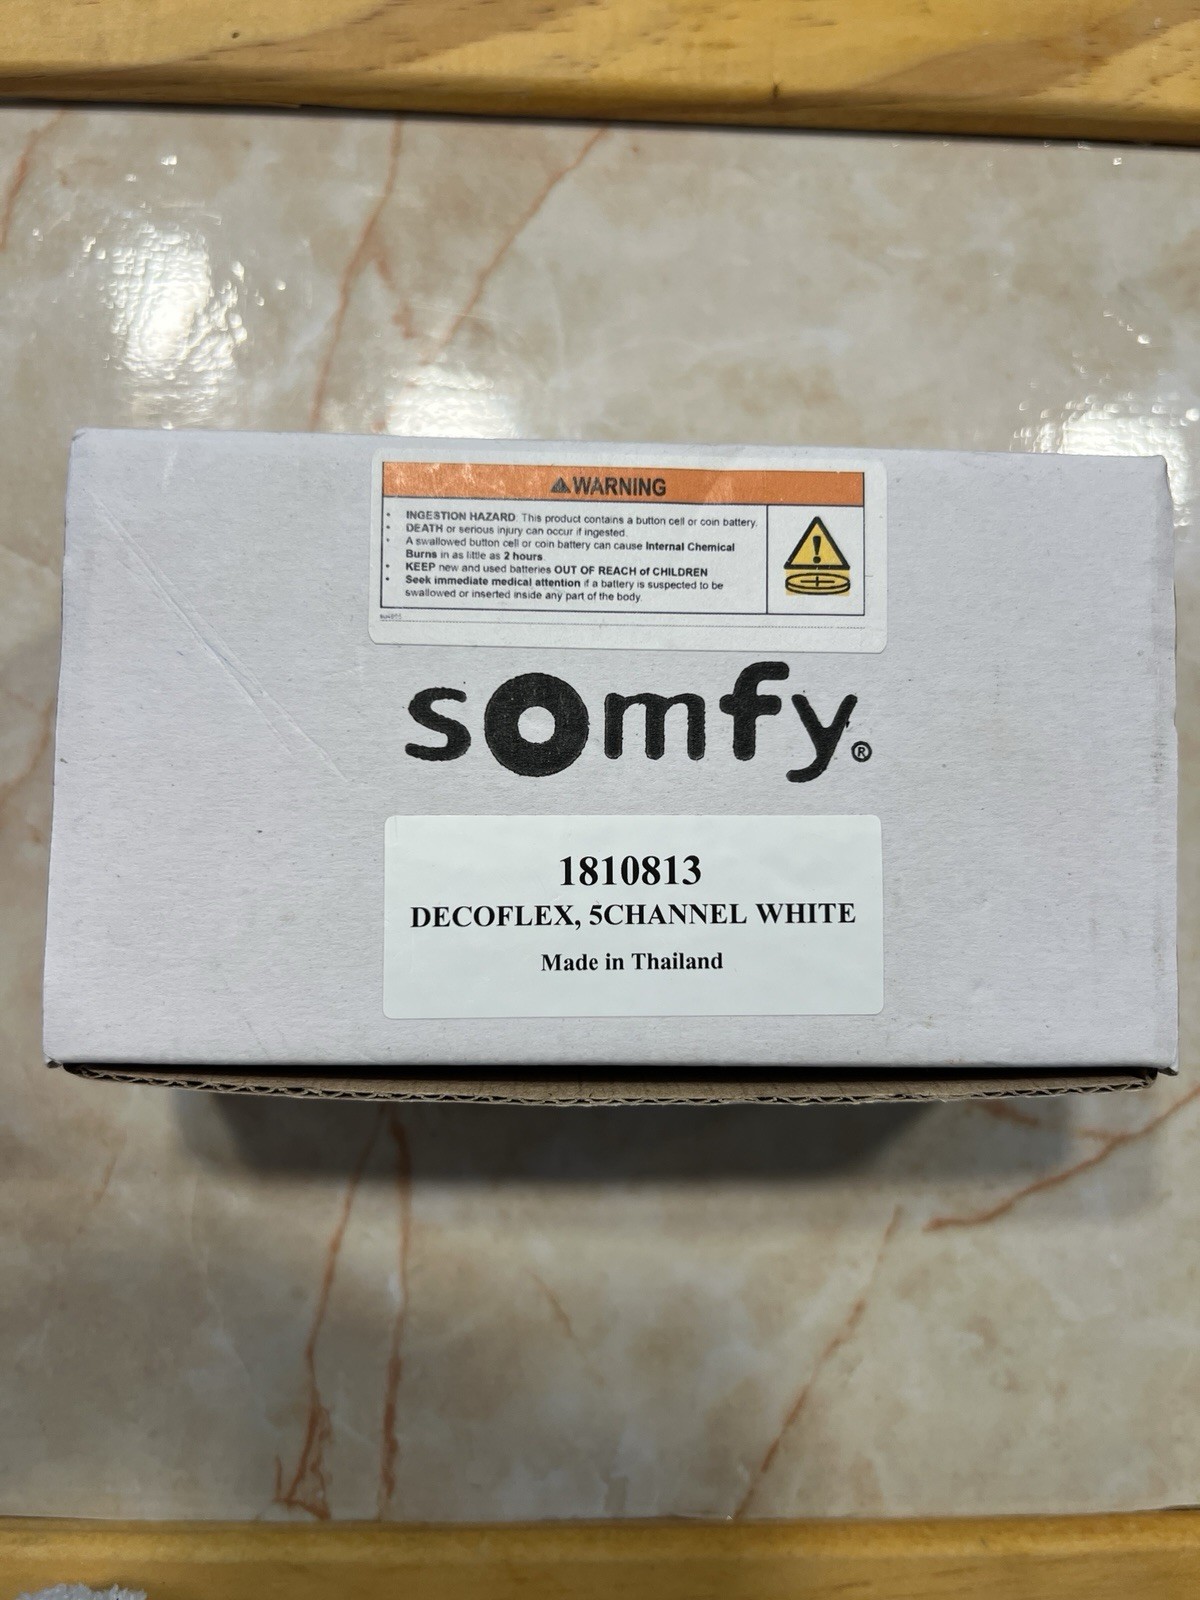 ⚠WARNING
• INGESTION HAZARD: This product contains a button cell or coin battery.
• DEATH or serious injury can occur if ingested.
• A swallowed button cell or coin battery can cause Internal Chemical
Burns in as little as 2 hours.
• KEEP new and used batteries OUT OF REACH of CHILDREN
• Seek immediate medical attention if a battery is suspected to be
swallowed or inserted inside any part of the body.
somfy®
1810813
DECOFLEX, 5CHANNEL WHITE
Made in Thailand